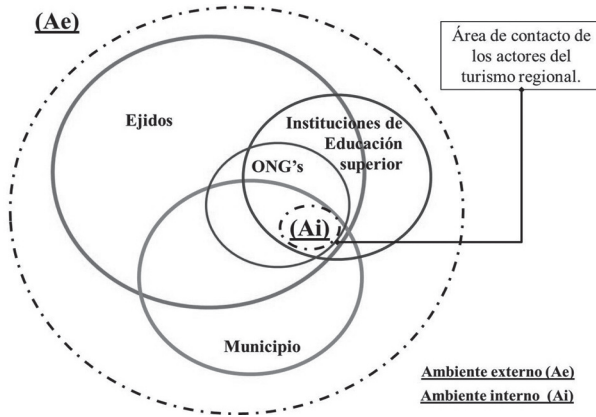 (Ae)
Área de contacto de
los actores del
turismo regional.
Ejidos
Instituciones de
Educación
superior
ONG's
(Ai)
Municipio
Ambiente externo (Ae)
Ambiente interno (Ai)